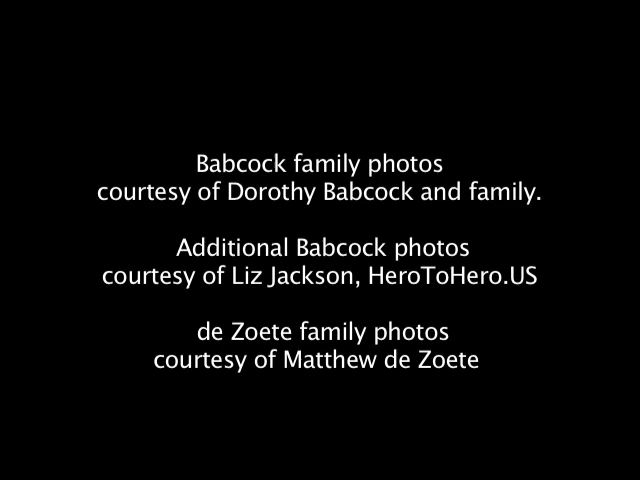 Babcock family photos
courtesy of Dorothy Babcock and family.
Additional Babcock photos
courtesy of Liz Jackson, HeroToHero.US
de Zoete family photos
courtesy of Matthew de Zoete